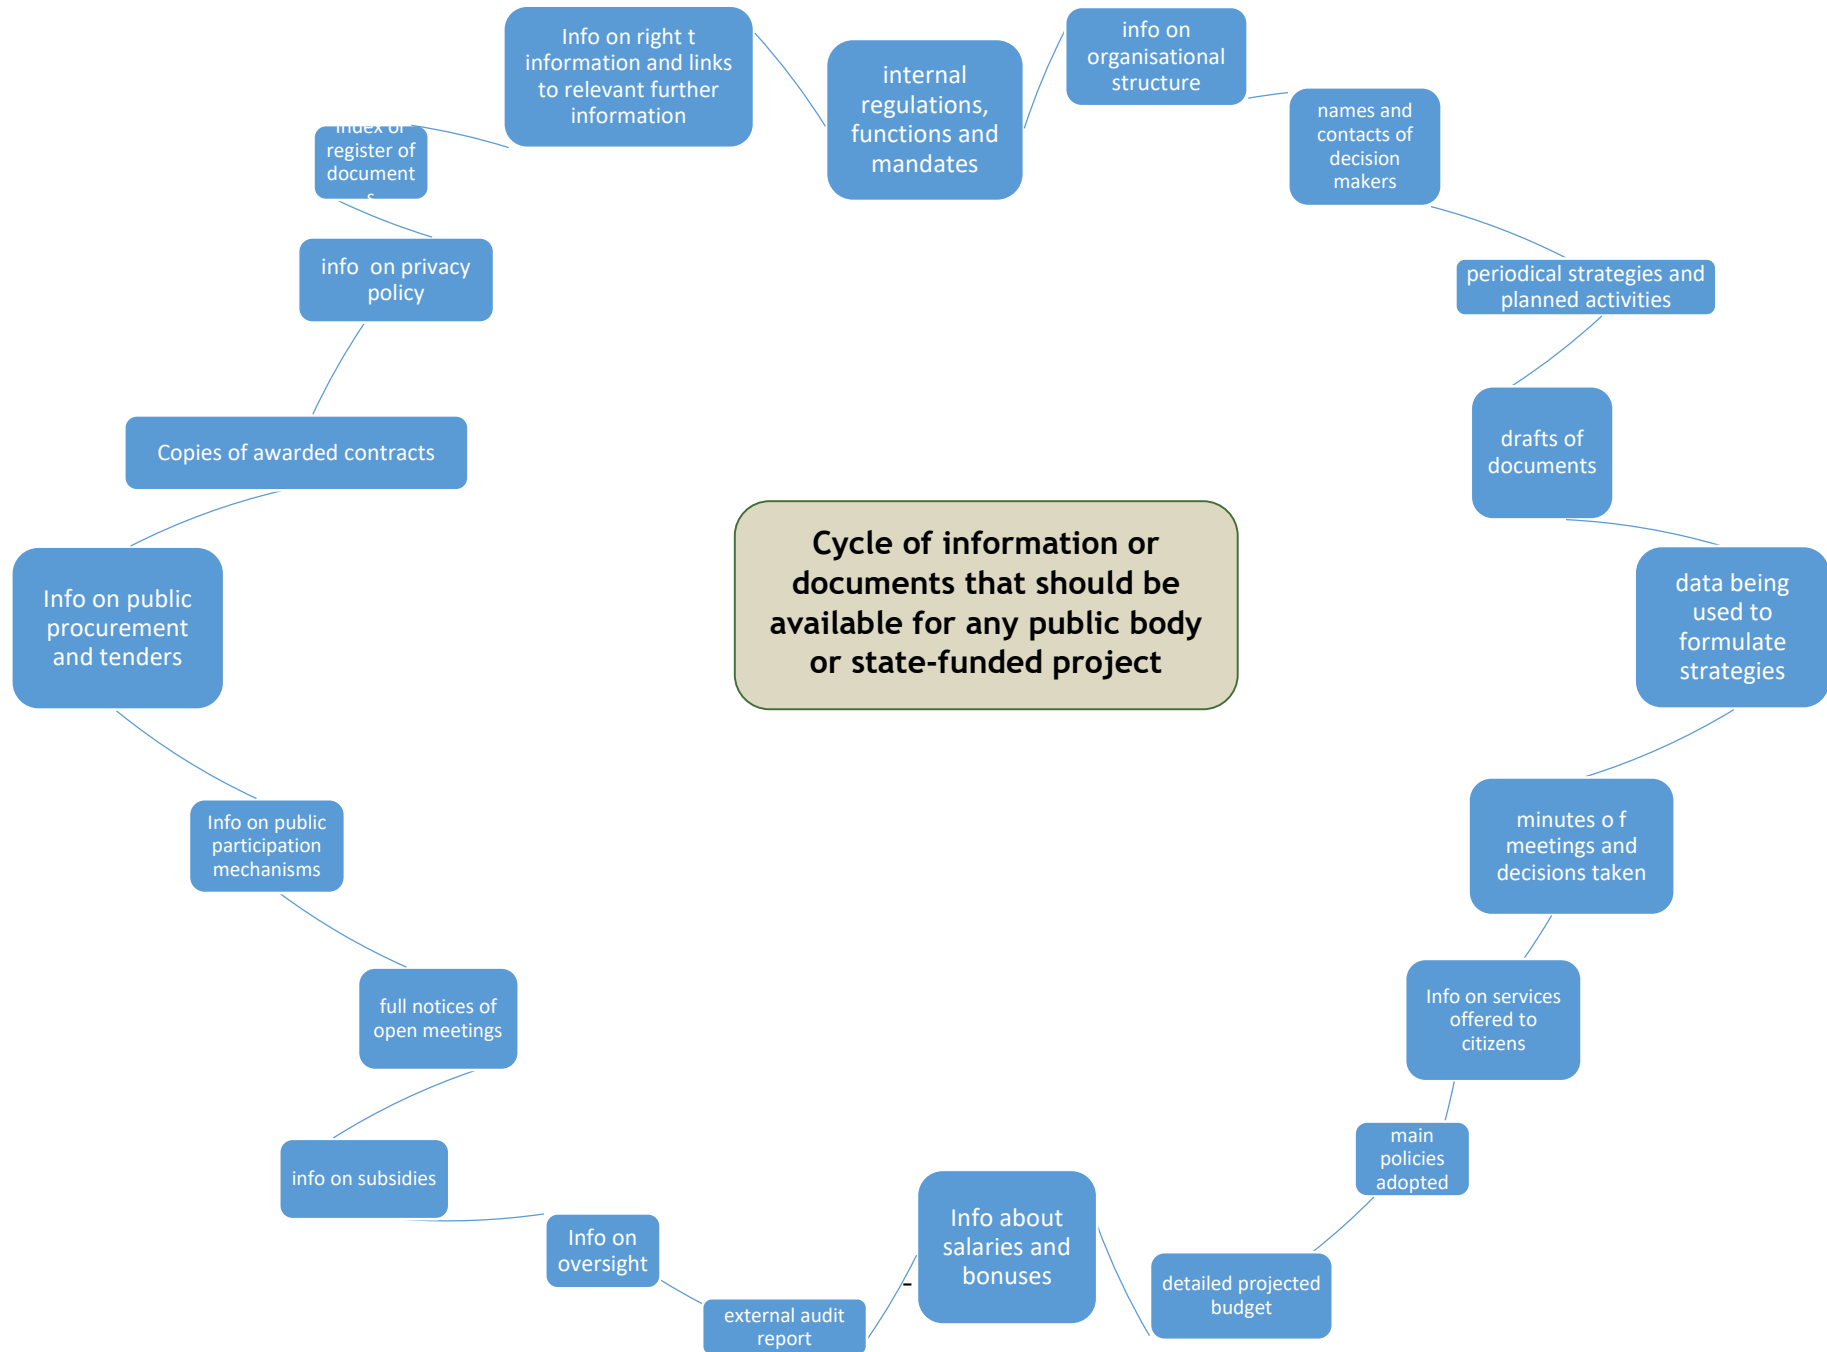 internal
regulations,
functions and
mandates
info on
organisational
structure
names and
contacts of
decision
makers
periodical strategies and
planned activities
drafts of
documents
data being
used to
formulate
strategies
minutes o f
meetings and
decisions taken
Info on services
offered to
citizens
main
policies
adopted
detailed projected
budget
Info about
salaries and
bonuses
-
external audit
report
Info on
oversight
info on subsidies
full notices of
open meetings
Info on public
participation
mechanisms
Info on public
procurement
and tenders
Copies of awarded contracts
info  on privacy
policy
index or
register of
document
s
Info on right t
information and links
to relevant further
information
Cycle of information or
documents that should be
available for any public body
or state-funded project